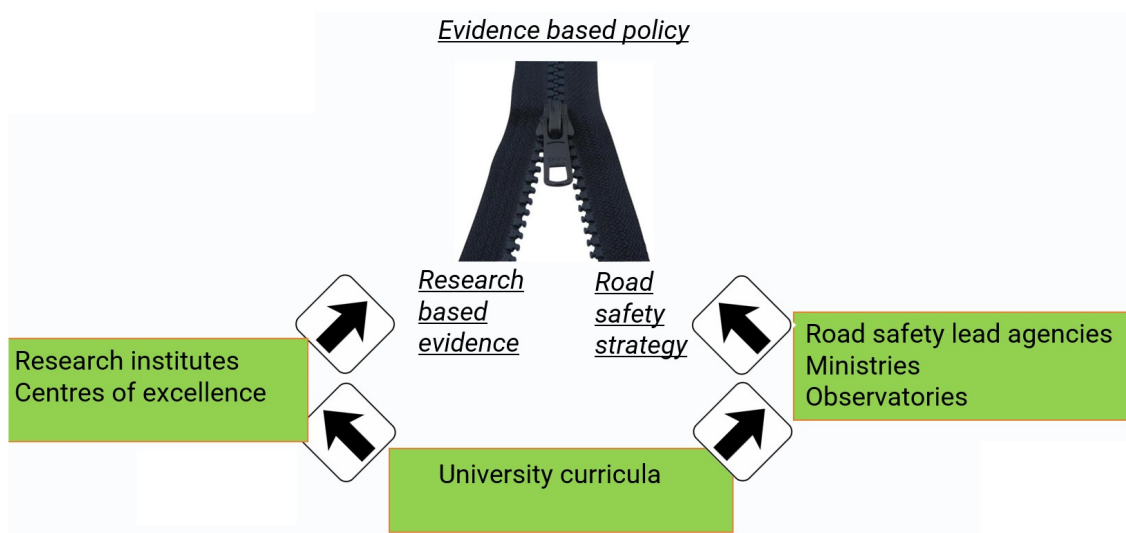 Evidence based policy
Research
based
evidence
Road
safety
strategy
Research institutes
Centres of excellence
Road safety lead agencies
Ministries
Observatories
University curricula